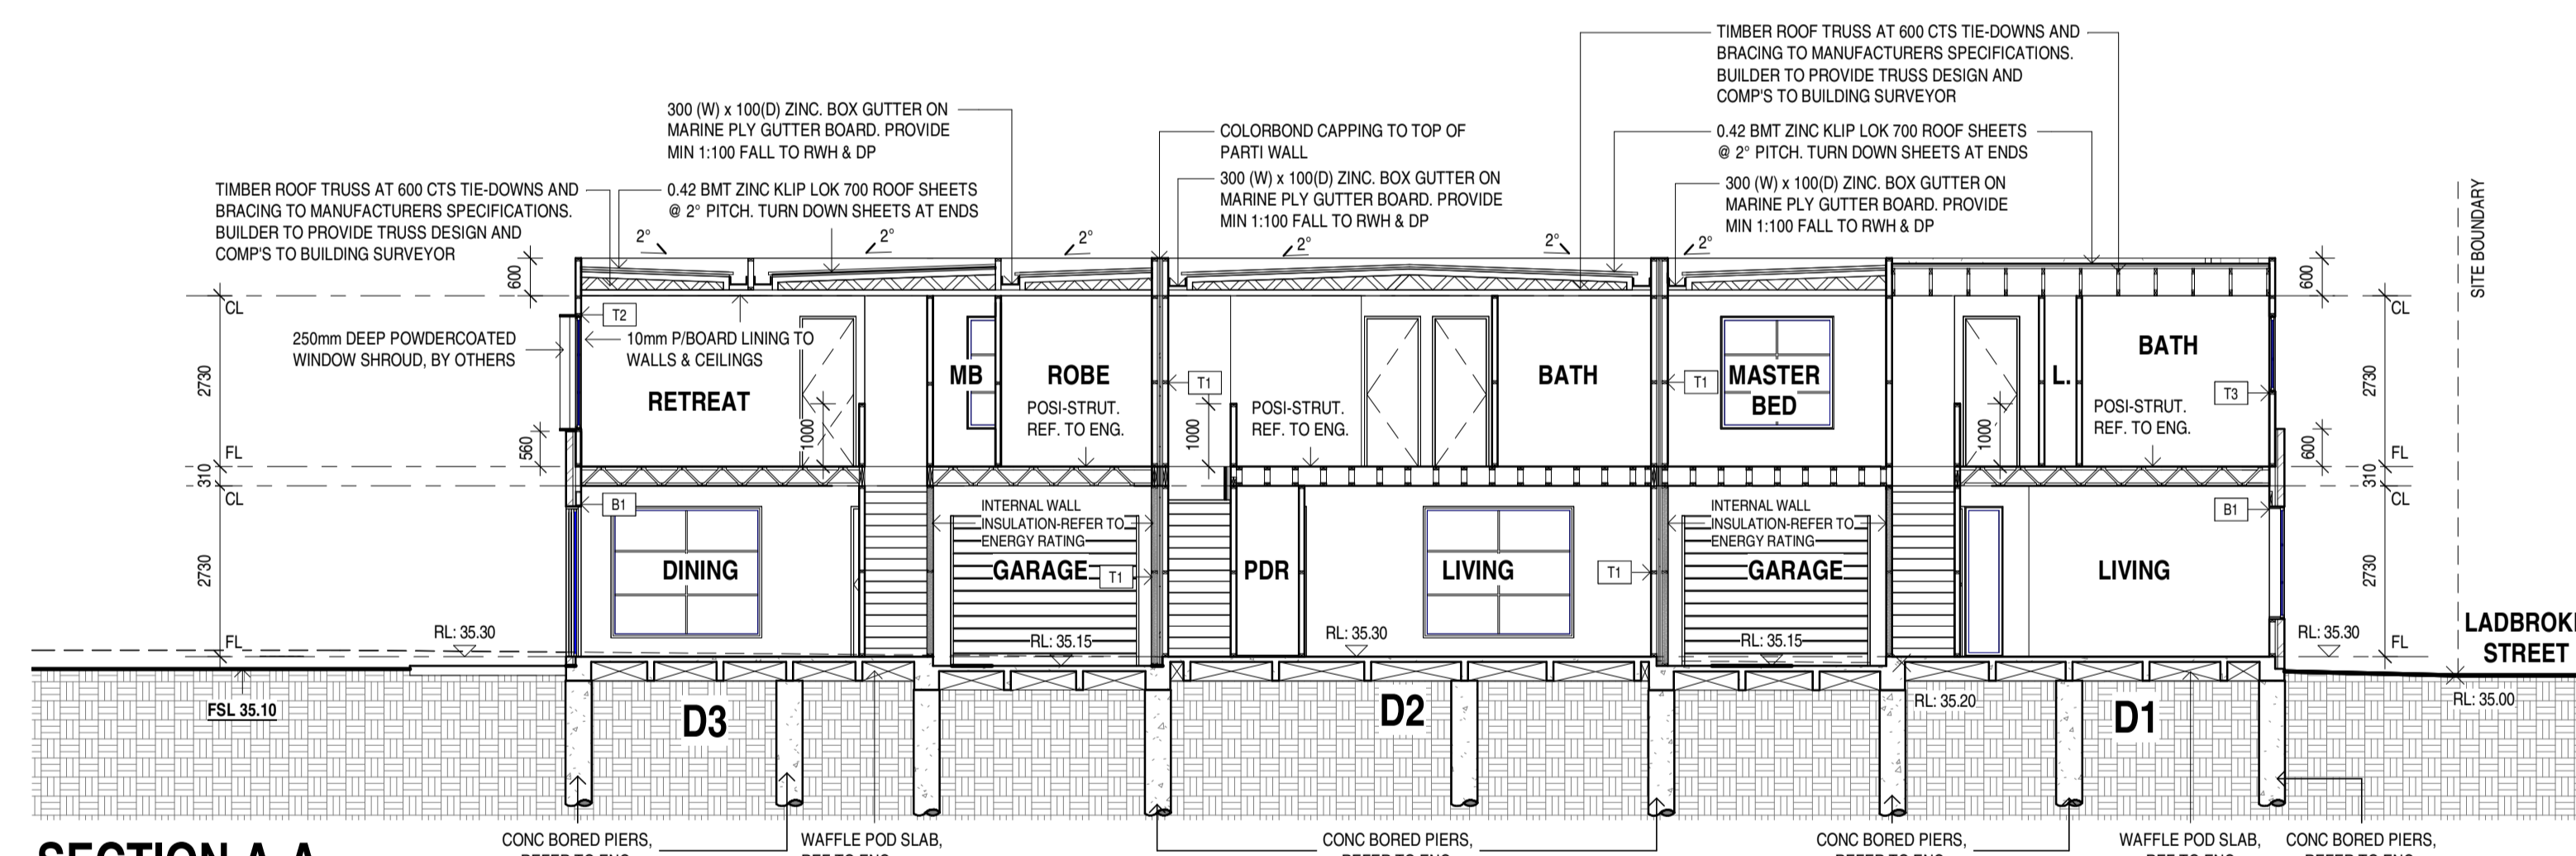 TIMBER ROOF TRUSS AT 600 CTS TIE-DOWNS AND
BRACING TO MANUFACTURERS SPECIFICATIONS.
BUILDER TO PROVIDE TRUSS DESIGN AND
COMP'S TO BUILDING SURVEYOR
300 (W) x 100(D) ZINC. BOX GUTTER ON
MARINE PLY GUTTER BOARD. PROVIDE
MIN 1:100 FALL TO RWH & DP
COLORBOND CAPPING TO TOP OF
PARTI WALL
300 (W) x 100(D) ZINC. BOX GUTTER ON
MARINE PLY GUTTER BOARD. PROVIDE
MIN 1:100 FALL TO RWH & DP
0.42 BMT ZINC KLIP LOK 700 ROOF SHEETS
@ 2° PITCH. TURN DOWN SHEETS AT ENDS
300 (W) x 100(D) ZINC. BOX GUTTER ON
MARINE PLY GUTTER BOARD. PROVIDE
MIN 1:100 FALL TO RWH & DP
TIMBER ROOF TRUSS AT 600 CTS TIE-DOWNS AND
BRACING TO MANUFACTURERS SPECIFICATIONS.
BUILDER TO PROVIDE TRUSS DESIGN AND
COMP'S TO BUILDING SURVEYOR
0.42 BMT ZINC KLIP LOK 700 ROOF SHEETS
@ 2° PITCH. TURN DOWN SHEETS AT ENDS
SITE BOUNDARY
2°
2°
2°
2°
2°
2°
600
600
CL
CL
T2
250mm DEEP POWDERCOATED
WINDOW SHROUD, BY OTHERS
10mm P/BOARD LINING TO
WALLS & CEILINGS
2730
RETREAT
1000
MB
ROBE
POSI-STRUT.
REF. TO ENG.
T1
1000
POSI-STRUT.
REF. TO ENG.
BATH
T1
MASTER
BED
1000
L.
BATH
POSI-STRUT.
REF. TO ENG.
T3
2730
560
600
FL
FL
310
310
CL
CL
B1
INTERNAL WALL
INSULATION-REFER TO
ENERGY RATING
INTERNAL WALL
INSULATION-REFER TO
ENERGY RATING
B1
2730
DINING
GARAGE
T1
PDR
LIVING
T1
GARAGE
LIVING
2730
RL: 35.30
FL
RL: 35.15
RL: 35.30
RL: 35.15
RL: 35.30
FL
LADBROK
STREET
FSL 35.10
D3
D2
RL: 35.20
D1
RL: 35.00
SECTION A-A
CONC BORED PIERS,
WAFFLE POD SLAB,
CONC BORED PIERS,
CONC BORED PIERS,
WAFFLE POD SLAB,
CONC BORED PIERS,